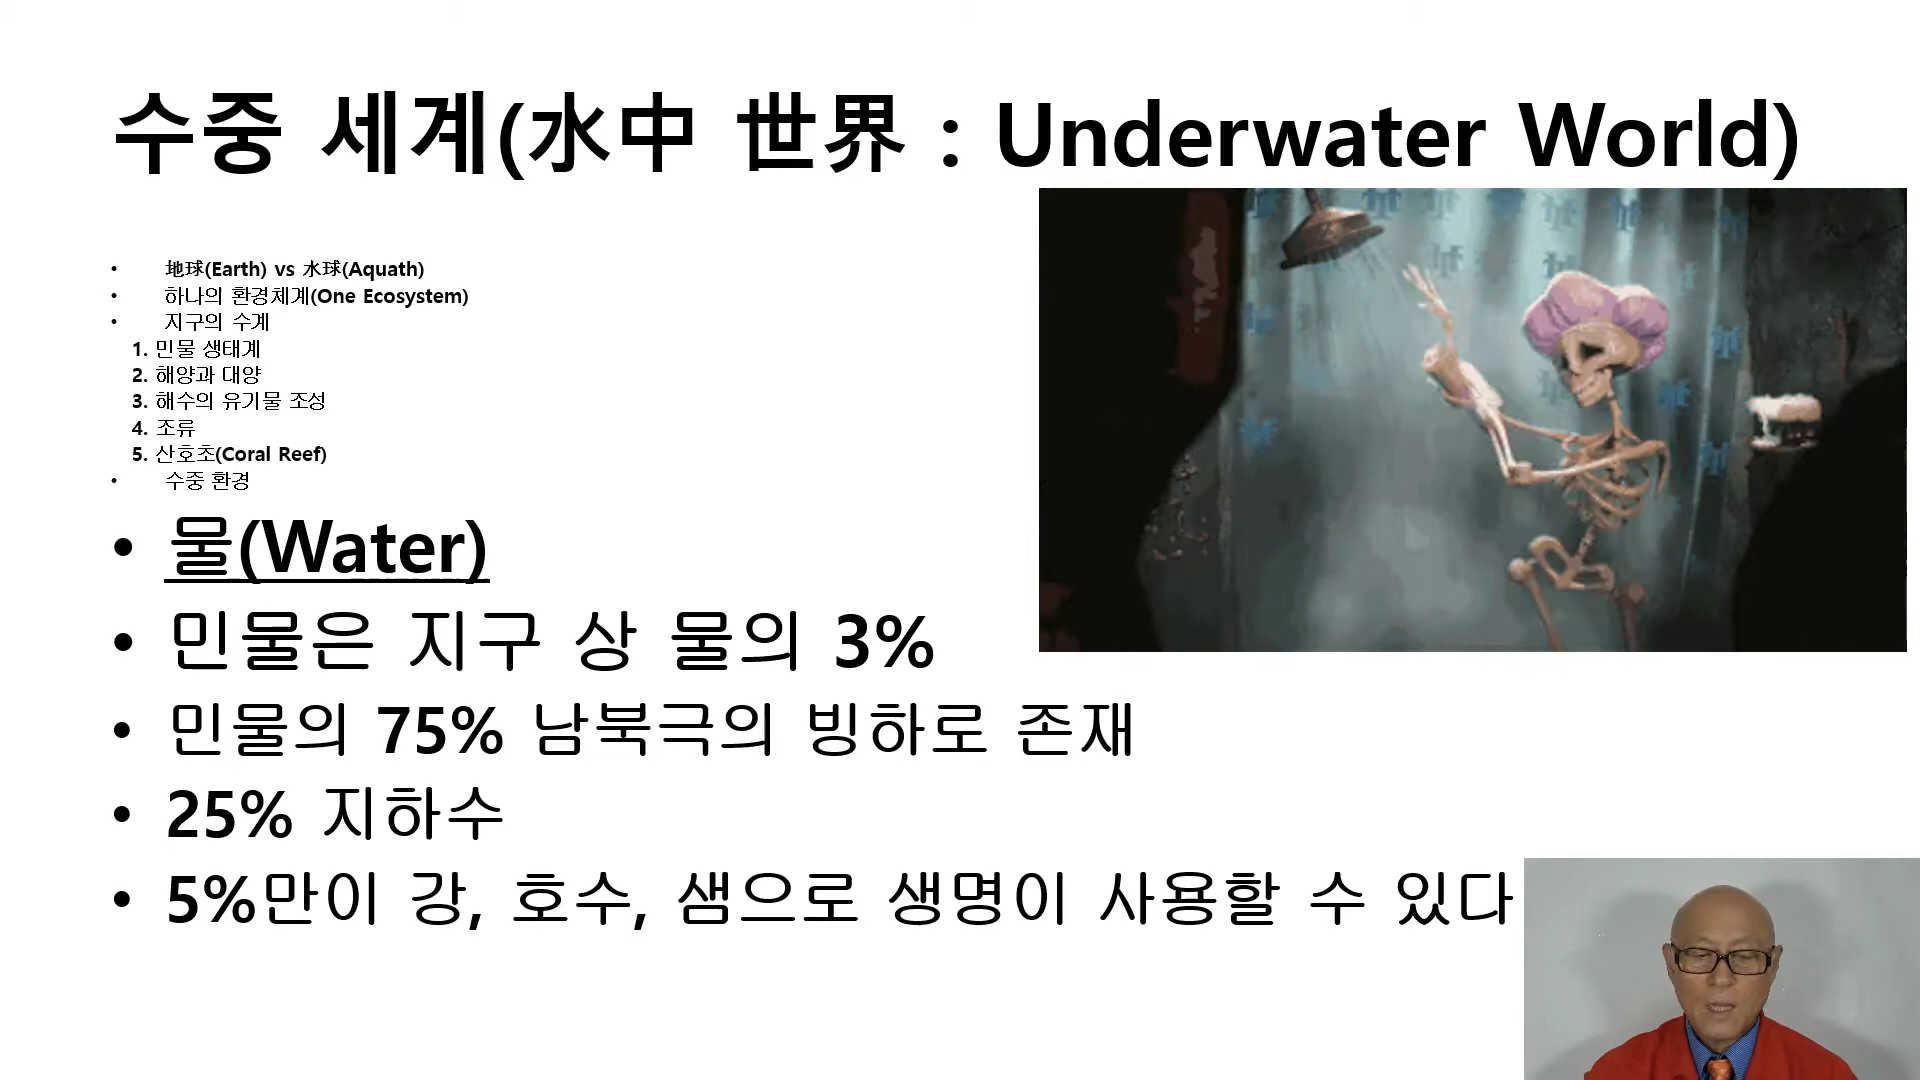 수중 세계(水中 世界 : Underwater World)
• 地球(Earth) vs 水球(Aquath)
• 하나의 환경체계(One Ecosystem)
• 지구의 수계
1. 민물 생태계
2. 해양과 대양
3. 해수의 유기물 조성
4. 조류
5. 산호초(Coral Reef)
• 수중 환경
• 물(Water)
• 민물은 지구 상 물의 3%
• 민물의 75% 남북극의 빙하로 존재
• 25% 지하수
• 5%만이 강, 호수, 샘으로 생명이 사용할 수 있다